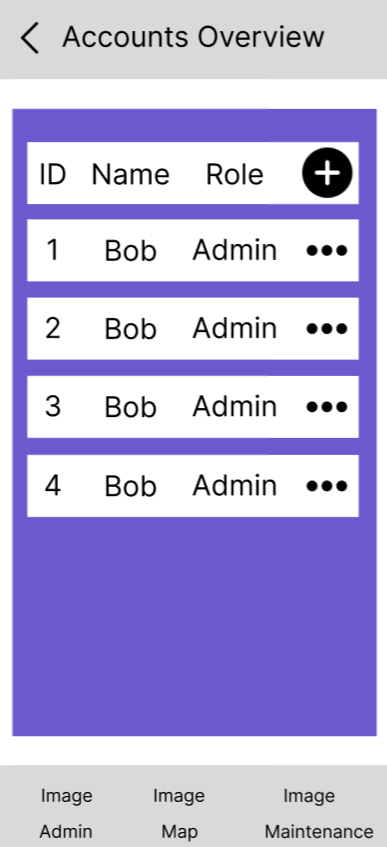 Accounts Overview
ID Name Role
1 Bob Admin
2 Bob Admin
3 Bob Admin
4 Bob Admin
Image Image Image
Admin Map Maintenance